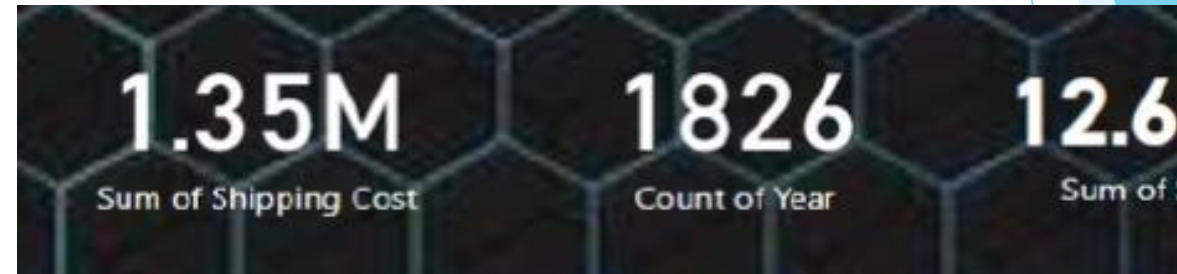 1.35M
Sum of Shipping Cost
1826
Count of Year
12.6
Sum of